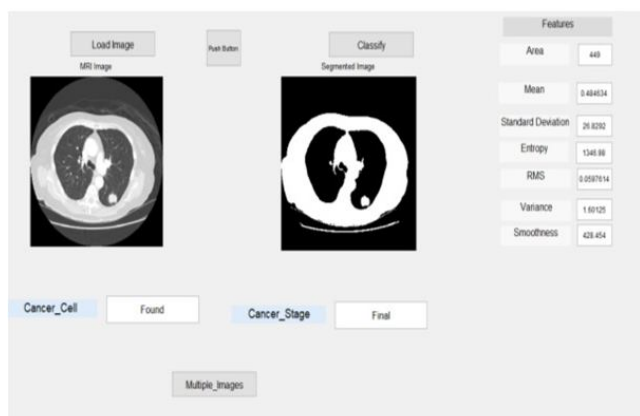 Features
Load Image
Push Button
Classify
Area 449
MRI Image
Segmented Image
Mean 0.484634
Standard Deviation 26.8292
Entropy 1346.98
RMS 0.0597614
Variance 1.60125
Smoothness 428.454
Cancer_Cell Found
Cancer_Stage Final
Multiple_Images